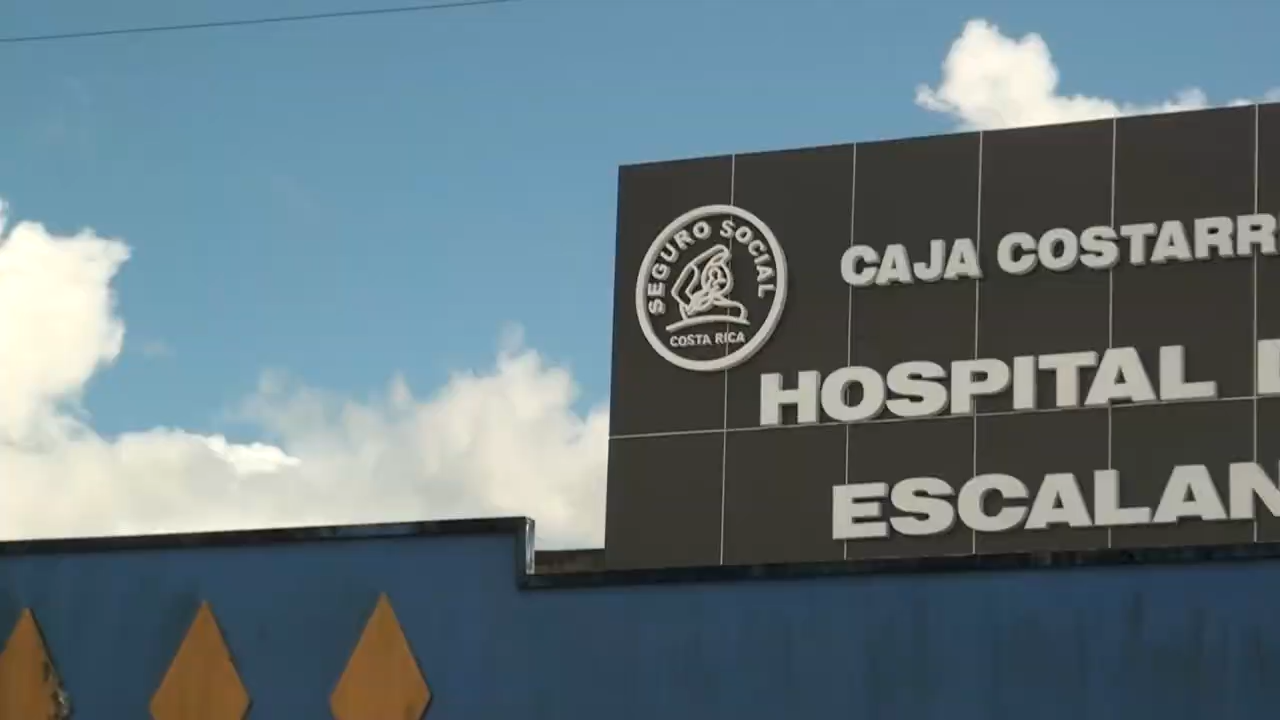 SEGURO SOCIAL
COSTA RICA
CAJA COSTARR
HOSPITAL
ESCALAN